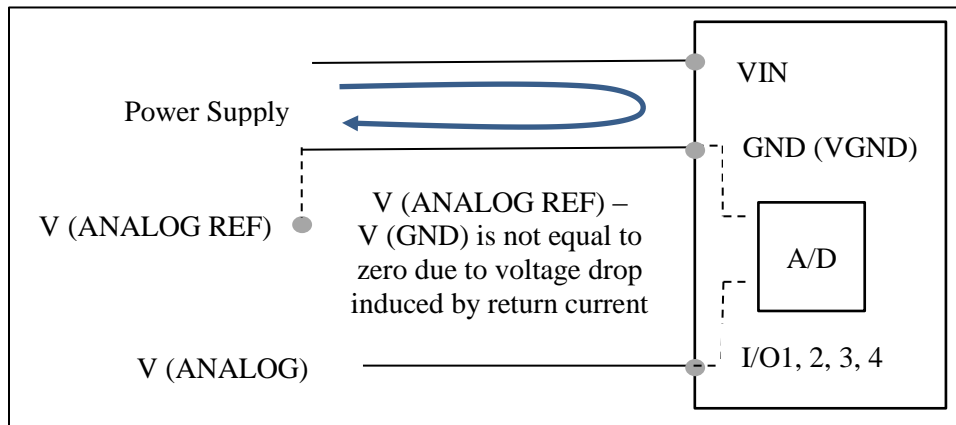 VIN
Power Supply
GND (VGND)
V (ANALOG REF)
V (ANALOG REF) –
V (GND) is not equal to
zero due to voltage drop
induced by return current
A/D
V (ANALOG)
I/O1, 2, 3, 4